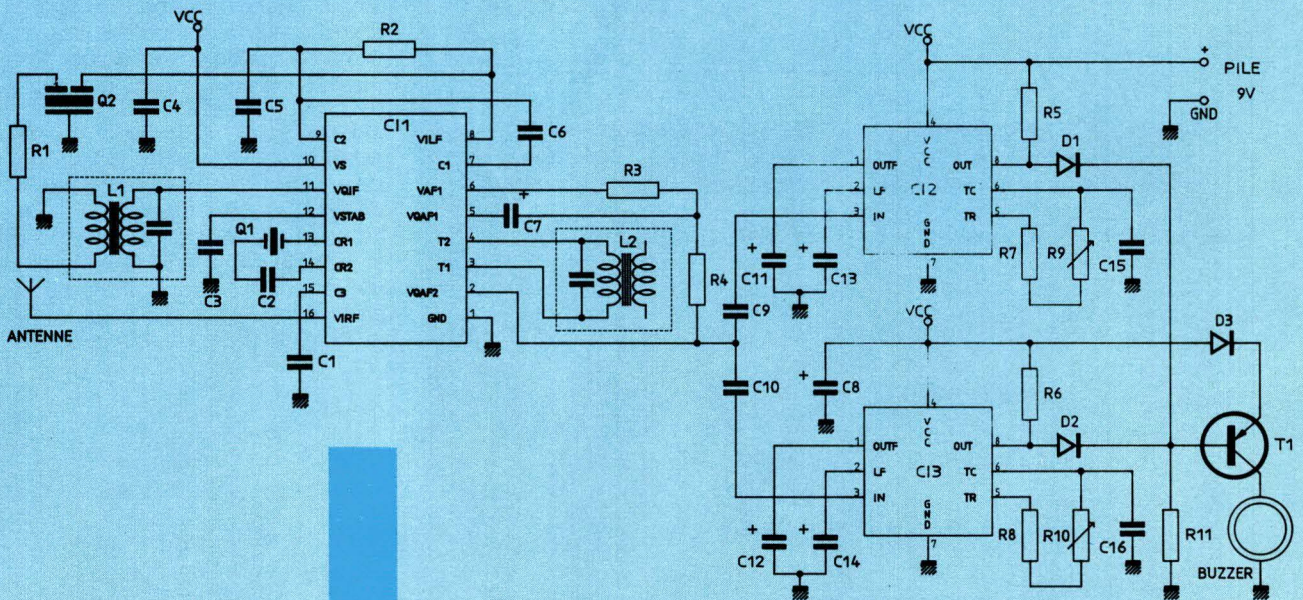 VCC
R2
VCC
+
PILE
9V
GND
Q2
C4
C5
C6
R1
CI1
9 C2
VILF 8
10 VS
C1 7
11 VQIF
VAF1 6
12 VSTAB
VQAF1 5
13 CR1
T2 4
14 CR2
T1 3
15 C3
VQAF2 2
16 VIRF
GND 1
L1
Q1
C3
C2
C1
ANTENNE
R3
+
C7
L2
R4
C9
C10
4
VCC
1 OUTF
OUT 8
2 LF
CI2
TC 6
3 IN
TR 5
GND
7
R5
D1
+
C11
+
C13
R7
R9
C15
VCC
+
C8
D3
R6
4
VCC
1 OUTF
OUT 8
2 LF
CI3
TC 6
3 IN
TR 5
GND
7
D2
T1
+
C12
+
C14
R8
R10
C16
R11
BUZZER